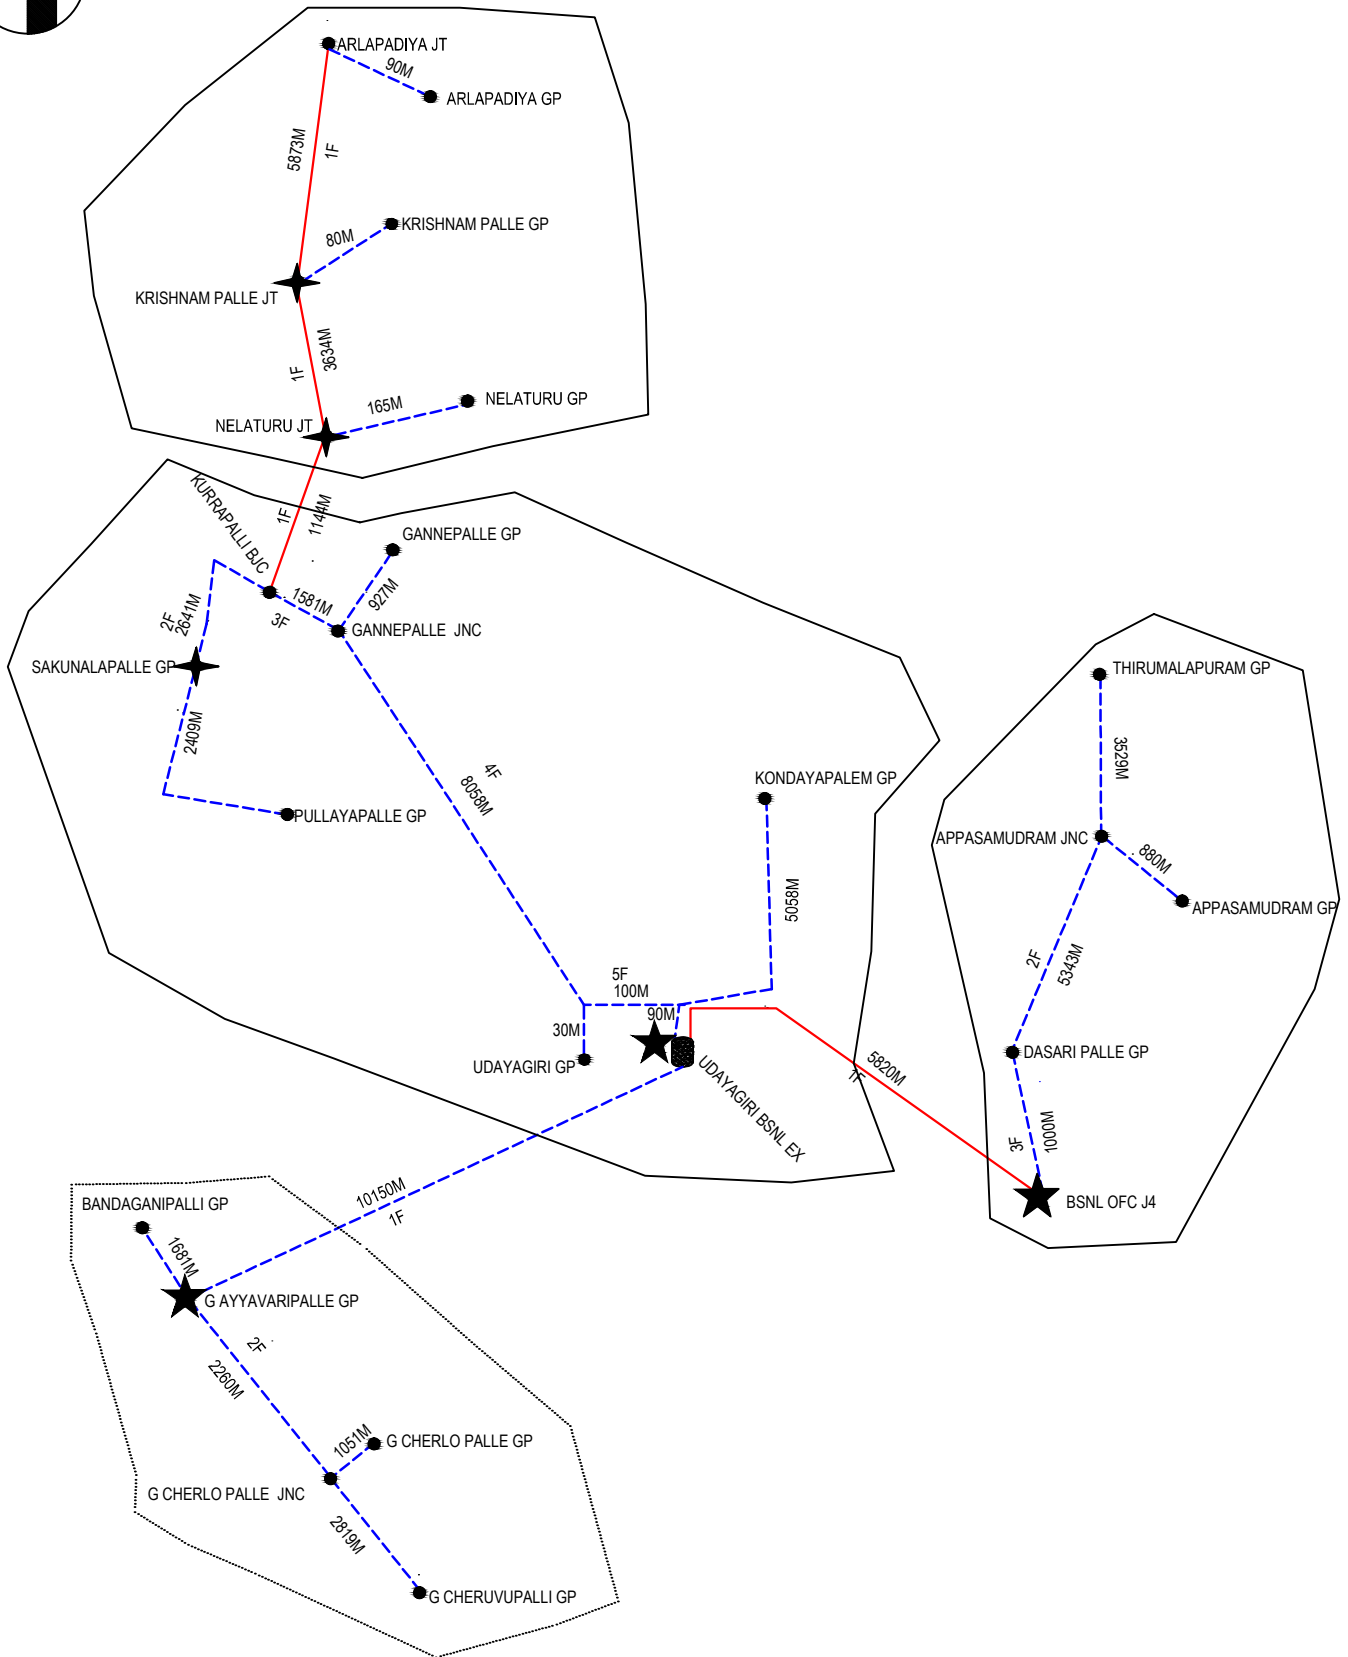 ARLAPADIYA JT
90M
ARLAPADIYA GP
5873M
1F
KRISHNAM PALLE GP
80M
KRISHNAM PALLE JT
3634M
1F
NELATURU GP
165M
NELATURU JT
KURRAPALLI BJC
1F
1144M
GANNEPALLE GP
927M
1581M
3F
GANNEPALLE JNC
2F
2641M
SAKUNALAPALLE GP
2409M
PULLAYAPALLE GP
4F
8058M
KONDAYAPALEM GP
5058M
5F
100M
90M
30M
UDAYAGIRI GP
UDAYAGIRI BSNL EX
5820M
1F
THIRUMALAPURAM GP
3529M
APPASAMUDRAM JNC
880M
APPASAMUDRAM GP
2F
5343M
DASARI PALLE GP
3F
1000M
BSNL OFC J4
10150M
1F
BANDAGANIPALLI GP
1681M
G AYYAVARIPALLE GP
2F
2260M
1051M
G CHERLO PALLE GP
G CHERLO PALLE JNC
2819M
G CHERUVUPALLI GP